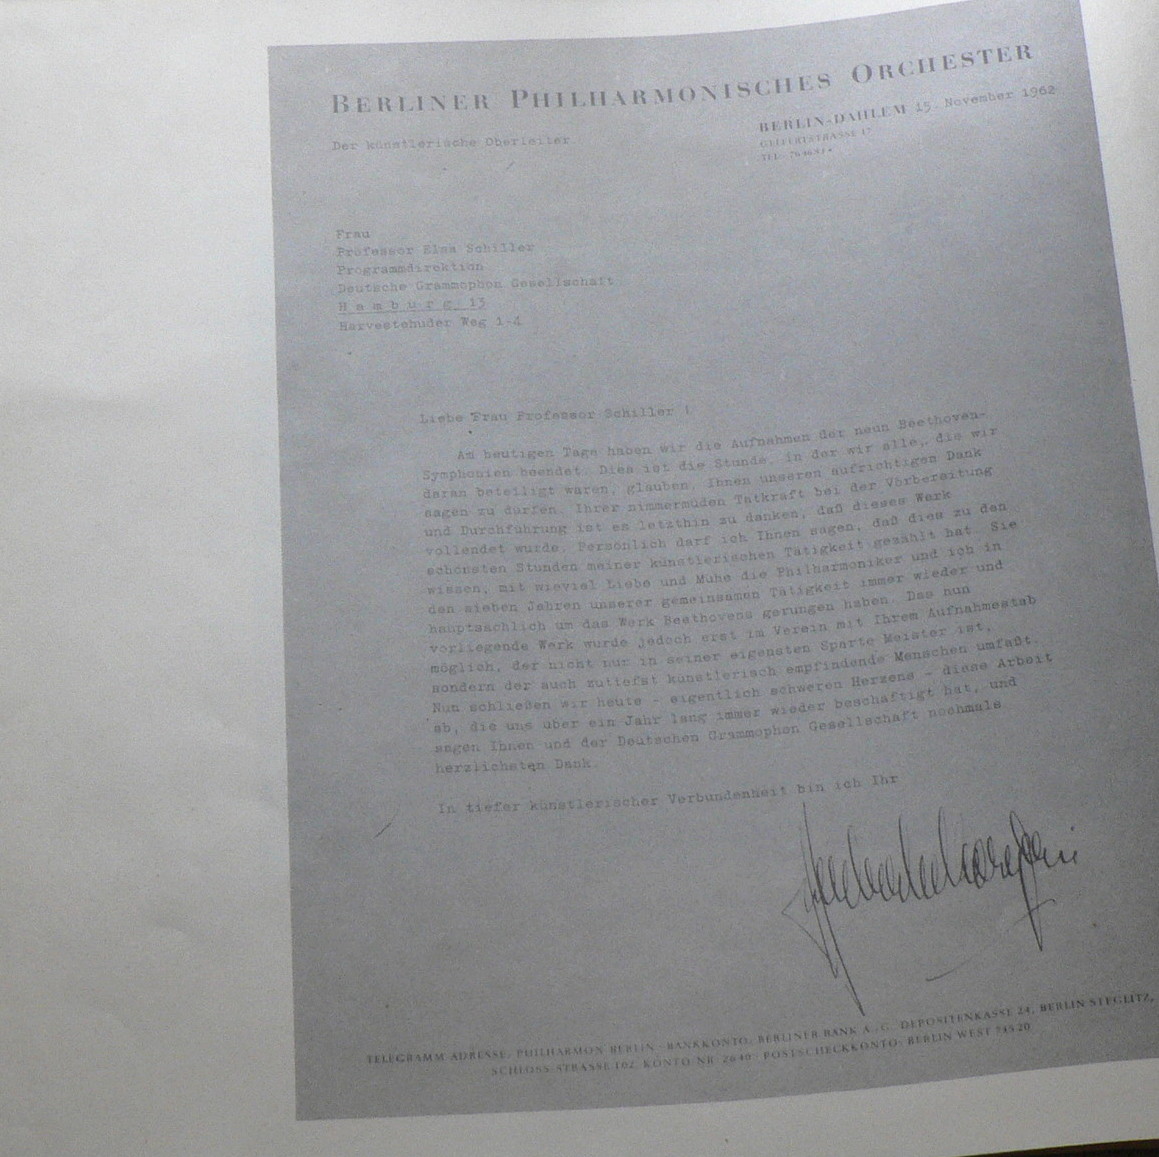 BERLINER PHILHARMONISCHES ORCHESTER
Der künstlerische Oberleiter
BERLIN-DAHLEM 15. November 1962
GELFERTSTRASSE 17
TEL.
Frau
Professor Elsa Schiller
Programmdirektion
Deutsche Grammophon Gesellschaft
H a m b u r g 13
Harvestehuder Weg 1-4
Liebe Frau Professor Schiller !
Am heutigen Tage haben wir die Aufnahmen der neun Beethoven-
Symphonien beendet. Dies ist die Stunde, in der wir alle, die wir
daran beteiligt waren, glauben, Ihnen unseren aufrichtigen Dank
sagen zu dürfen. Ihrer nimmermüden Tatkraft bei der Vorbereitung
und Durchführung ist es letzthin zu danken, daß dieses Werk
vollendet wurde. Persönlich darf ich Ihnen sagen, daß dies zu den
schönsten Stunden meiner künstlerischen Tätigkeit gezählt hat. Sie
wissen, mit wieviel Liebe und Mühe die Philharmoniker und ich in
den sieben Jahren unserer gemeinsamen Tätigkeit immer wieder und
hauptsächlich um das Werk Beethovens gerungen haben. Das nun
vorliegende Werk wurde jedoch erst im Verein mit Ihrem Aufnahmestab
möglich, der nicht nur in seiner eigensten Sparte Meister ist,
sondern der auch zutiefst künstlerisch empfindende Menschen umfaßt.
Nun schließen wir heute - eigentlich schweren Herzens - diese Arbeit
ab, die uns über ein Jahr lang immer wieder beschäftigt hat, und
sagen Ihnen und der Deutschen Grammophon Gesellschaft nochmals
herzlichsten Dank.
In tiefer künstlerischer Verbundenheit bin ich Ihr
TELEGRAMM ADRESSE: PHILHARMON BERLIN · BANKKONTO: BERLINER BANK A. G. DEPOSITENKASSE 24, BERLIN STEGLITZ,
SCHLOSS-STRASSE 102, KONTO NR. 2640 · POSTSCHECKKONTO: BERLIN WEST